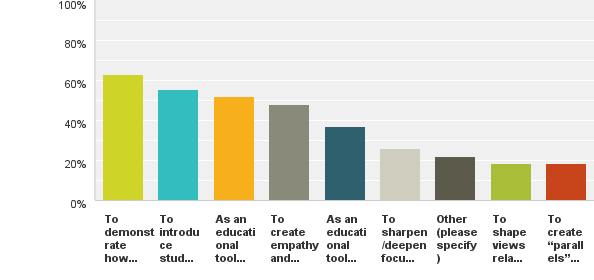 100%
80%
60%
40%
20%
0%
To
demonst
rate
how...
To
introdu
ce
stud...
As an
educati
onal
tool...
To
create
empathy
and...
As an
educati
onal
tool...
To
sharpen
/deepen
focu...
Other
(please
specify
)
To
shape
views
rela...
To
create
“parall
els”...